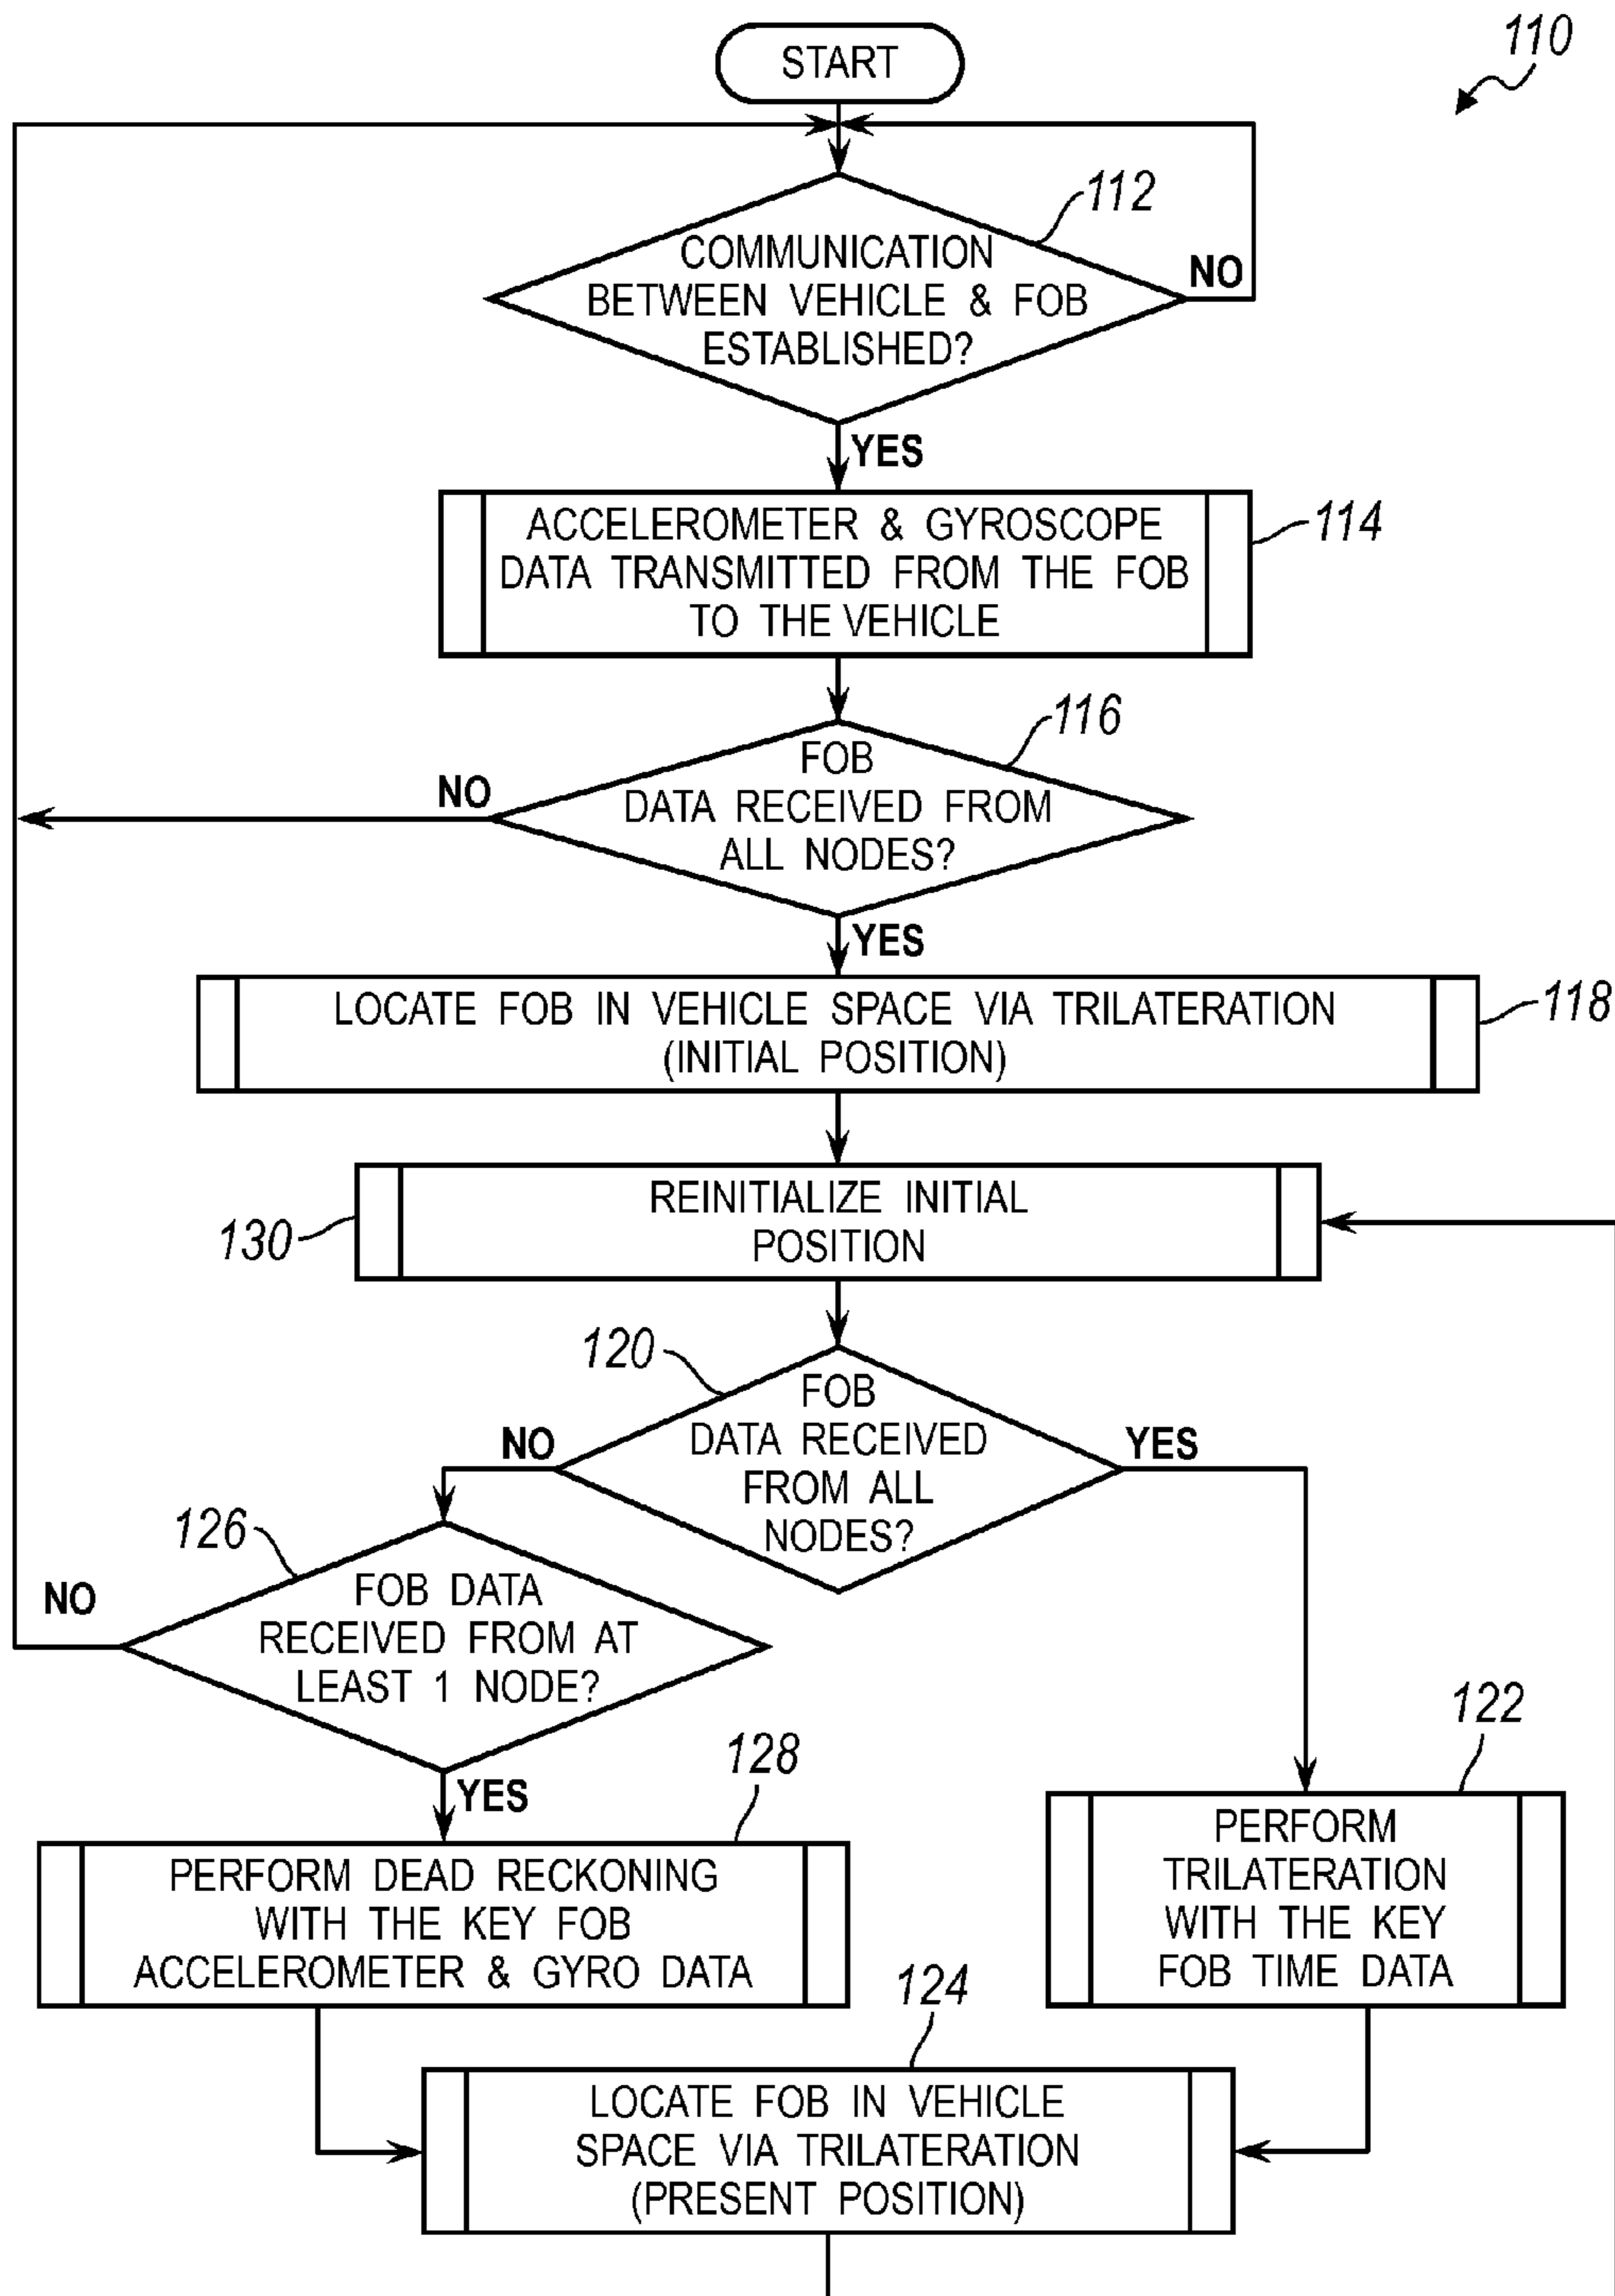 START
110
112
COMMUNICATION
BETWEEN VEHICLE & FOB
ESTABLISHED?
NO
YES
ACCELEROMETER & GYROSCOPE
DATA TRANSMITTED FROM THE FOB
TO THE VEHICLE
114
116
FOB
DATA RECEIVED FROM
ALL NODES?
NO
YES
LOCATE FOB IN VEHICLE SPACE VIA TRILATERATION
(INITIAL POSITION)
118
REINITIALIZE INITIAL
POSITION
130
120
FOB
DATA RECEIVED
FROM ALL
NODES?
NO
YES
126
FOB DATA
RECEIVED FROM AT
LEAST 1 NODE?
NO
YES
128
PERFORM DEAD RECKONING
WITH THE KEY FOB
ACCELEROMETER & GYRO DATA
122
PERFORM
TRILATERATION
WITH THE KEY
FOB TIME DATA
124
LOCATE FOB IN VEHICLE
SPACE VIA TRILATERATION
(PRESENT POSITION)